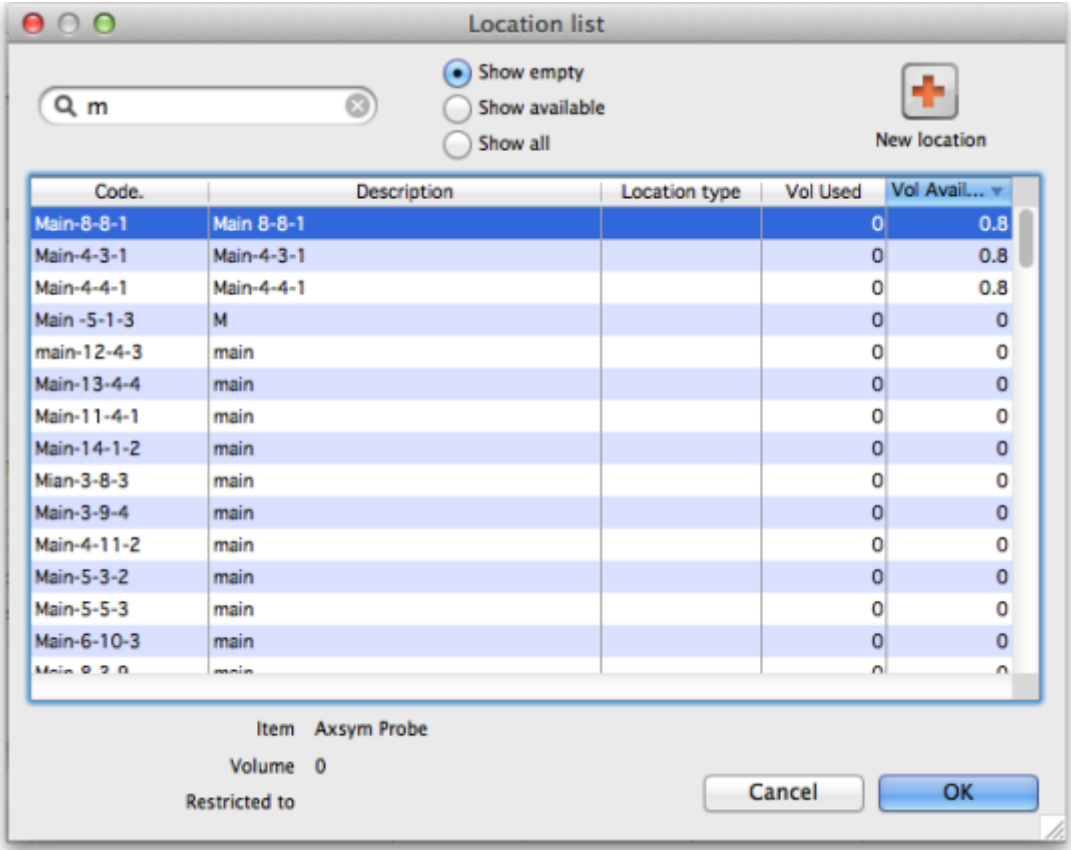 Location list
m
Show empty
Show available
Show all
New location
Code. Description Location type Vol Used Vol Avail...
Main-8-8-1 Main 8-8-1 0 0.8
Main-4-3-1 Main-4-3-1 0 0.8
Main-4-4-1 Main-4-4-1 0 0.8
Main -5-1-3 M 0 0
main-12-4-3 main 0 0
Main-13-4-4 main 0 0
Main-11-4-1 main 0 0
Main-14-1-2 main 0 0
Mian-3-8-3 main 0 0
Main-3-9-4 main 0 0
Main-4-11-2 main 0 0
Main-5-3-2 main 0 0
Main-5-5-3 main 0 0
Main-6-10-3 main 0 0
main 0 0
Item Axsym Probe
Volume 0
Restricted to
Cancel OK